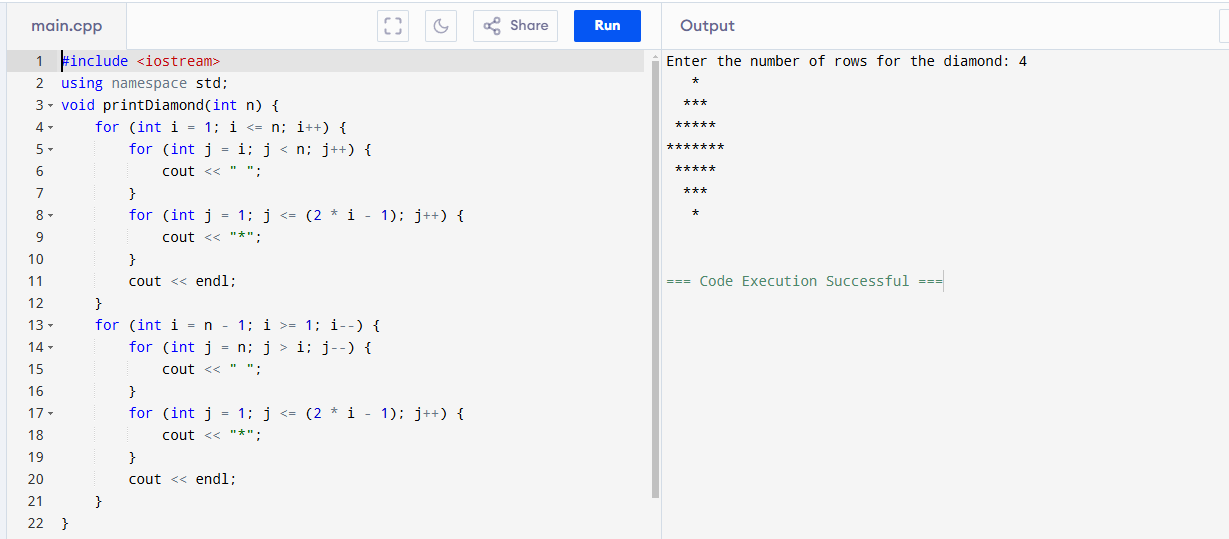 main.cpp
Share
Run
Output
1 #include <iostream>
2 using namespace std;
3 void printDiamond(int n) {
4     for (int i = 1; i <= n; i++) {
5         for (int j = i; j < n; j++) {
6             cout << " ";
7         }
8         for (int j = 1; j <= (2 * i - 1); j++) {
9             cout << "*";
10         }
11         cout << endl;
12     }
13     for (int i = n - 1; i >= 1; i--) {
14         for (int j = n; j > i; j--) {
15             cout << " ";
16         }
17         for (int j = 1; j <= (2 * i - 1); j++) {
18             cout << "*";
19         }
20         cout << endl;
21     }
22 }
Enter the number of rows for the diamond: 4
   *
  ***
 *****
*******
 *****
  ***
   *
=== Code Execution Successful ===